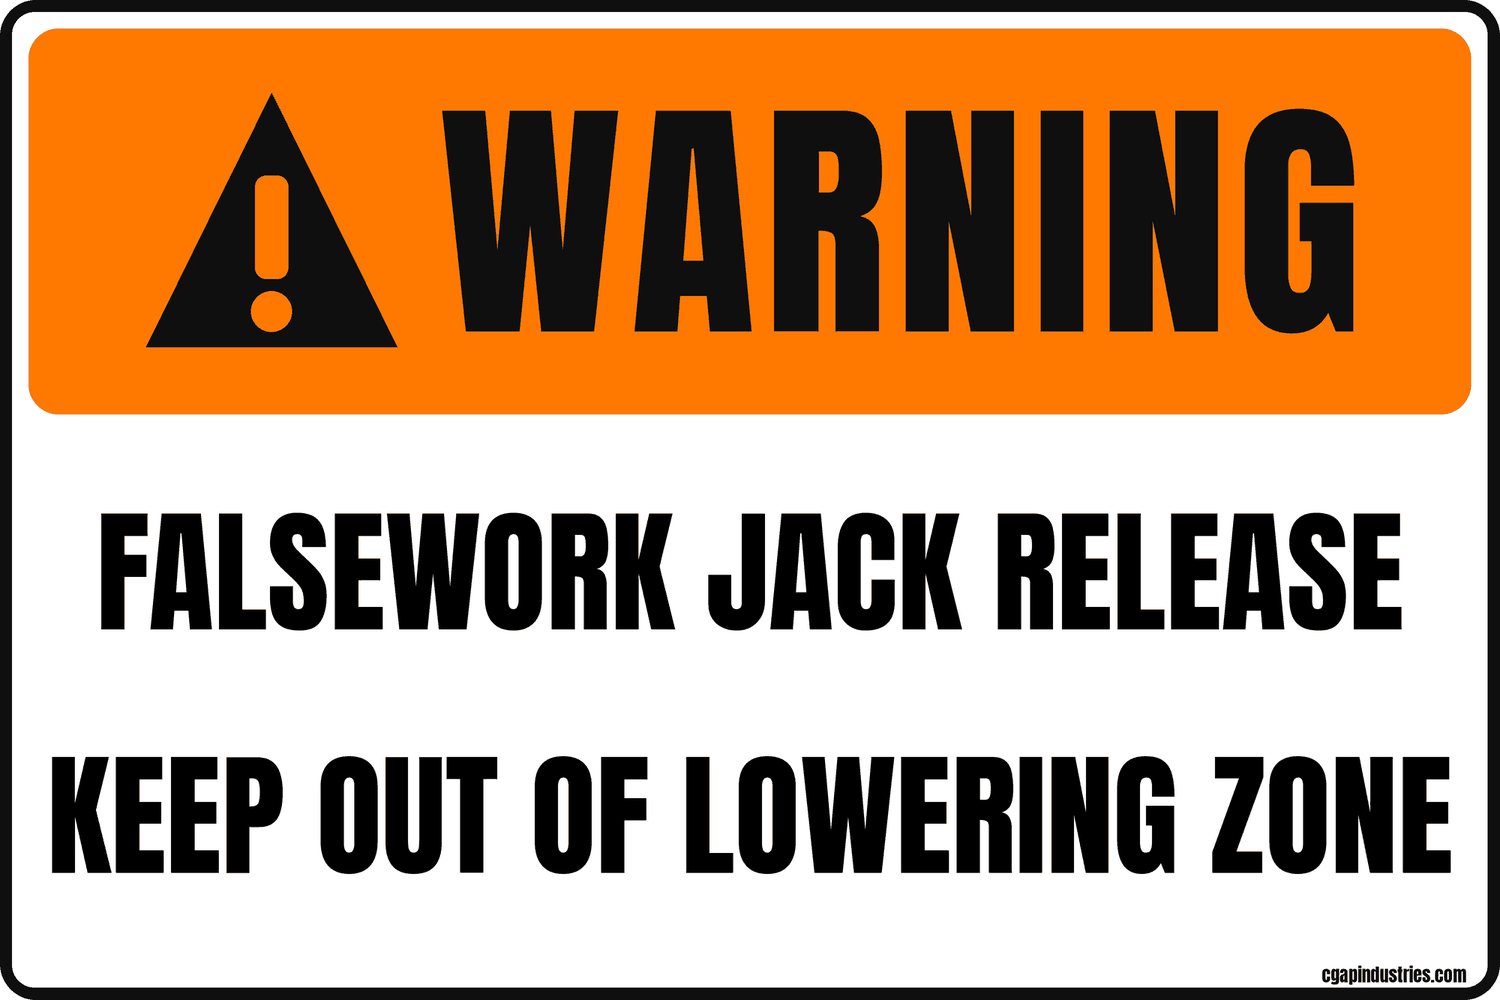 WARNING
FALSEWORK JACK RELEASE
KEEP OUT OF LOWERING ZONE
cgapindustries.com